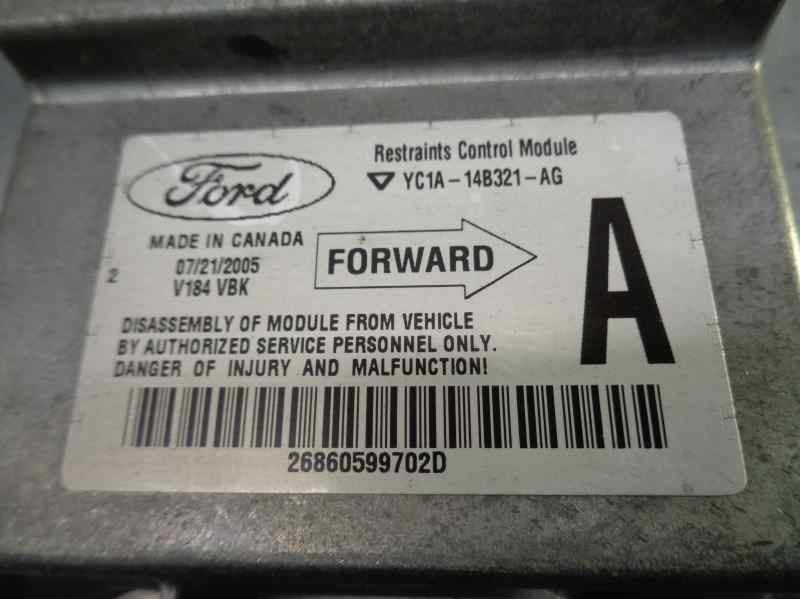 Ford
Restraints Control Module
YC1A-14B321-AG
MADE IN CANADA
07/21/2005
2
V184 VBK
FORWARD
A
DISASSEMBLY OF MODULE FROM VEHICLE
BY AUTHORIZED SERVICE PERSONNEL ONLY.
DANGER OF INJURY AND MALFUNCTION!
26860599702D